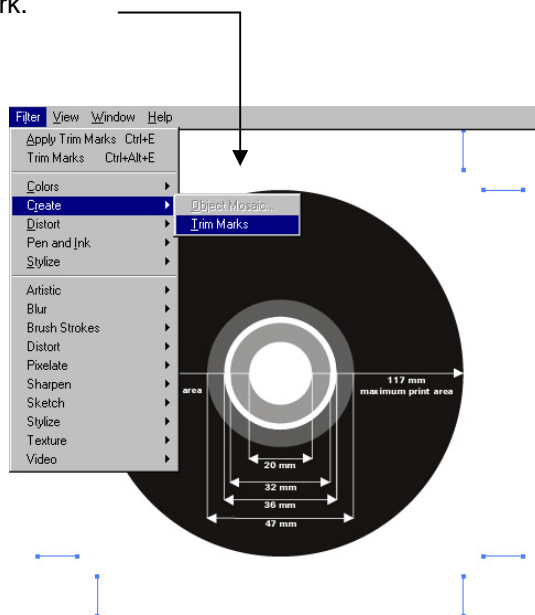 rk.
Filter View Window Help
Apply Trim Marks Ctrl+E
Trim Marks Ctrl+Alt+E
Colors
Create
Object Mosaic...
Distort
Trim Marks
Pen and Ink
Stylize
Artistic
Blur
Brush Strokes
Distort
Pixelate
Sharpen
Sketch
Stylize
Texture
Video
area
117 mm
maximum print area
20 mm
32 mm
36 mm
47 mm